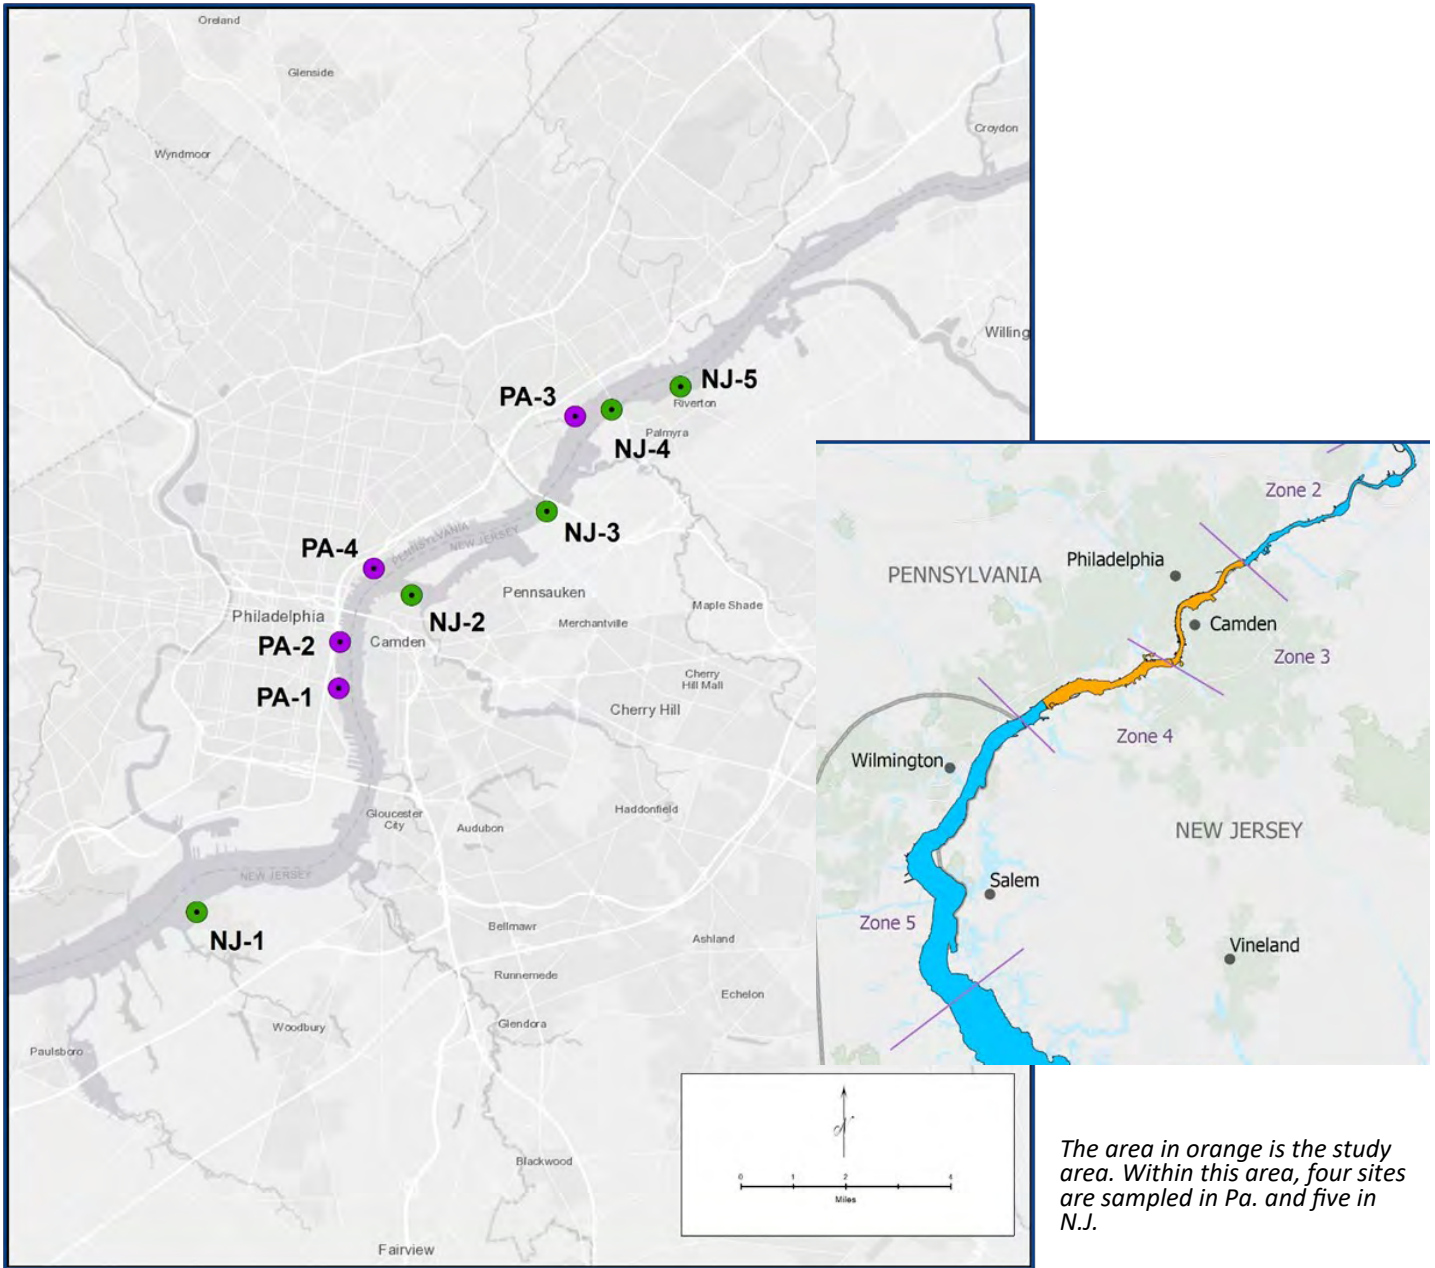 Oreland
Glenside
Croydon
Wyndmoor
Willing
NJ-5
PA-3
Riverton
Palmyra
NJ-4
NJ-3
PENNSYLVANIA
NEW JERSEY
PA-4
Pennsauken
Philadelphia
NJ-2
Maple Shade
Merchantville
PA-2
Camden
Cherry
Hill Mall
PA-1
Cherry Hill
Gloucester
City
Audubon
Haddonfield
NEW JERSEY
NJ-1
Bellmawr
Ashland
Runnemede
Echelon
Glendora
Woodbury
Paulsboro
Blackwood
Fairview
N
0 1 2 4
Miles
Zone 2
Philadelphia
PENNSYLVANIA
Camden
Zone 3
Zone 4
Wilmington
NEW JERSEY
Salem
Zone 5
Vineland
The area in orange is the study
area. Within this area, four sites
are sampled in Pa. and five in
N.J.